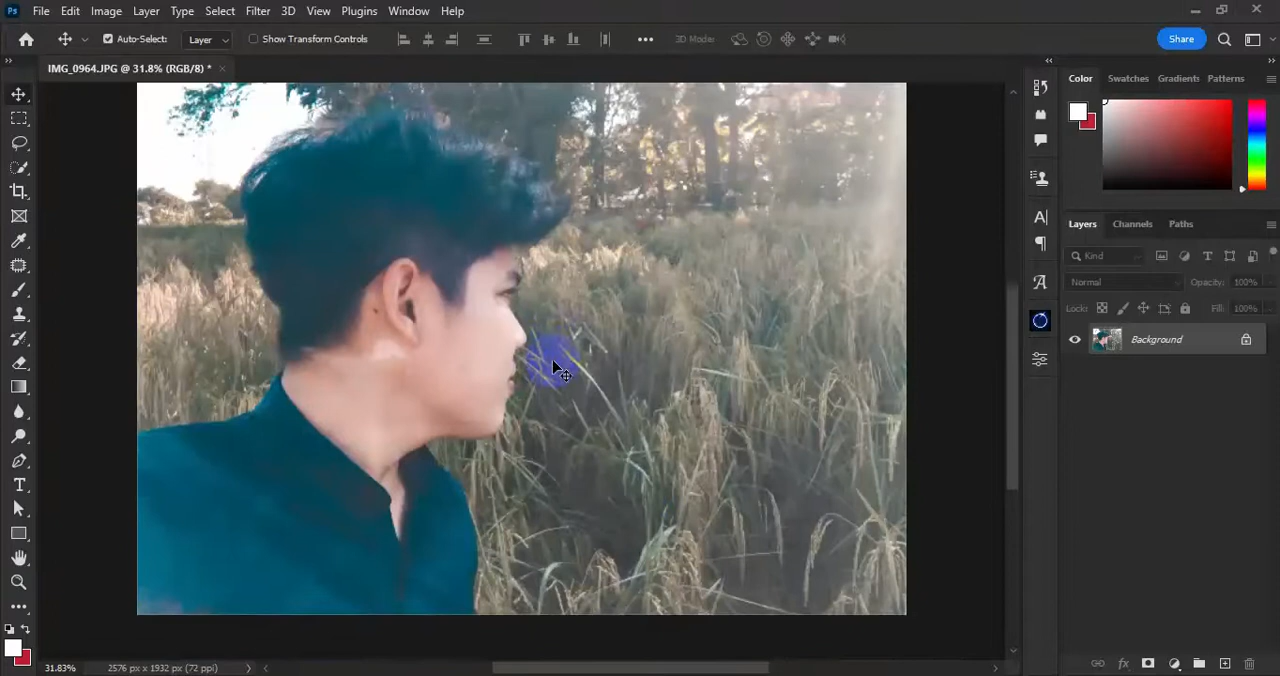 Ps File Edit Image Layer Type Select Filter 3D View Plugins Window Help
Auto-Select: Layer Show Transform Controls 3D Mode: Share
IMG_0964.JPG @ 31.8% (RGB/8) *
Color Swatches Gradients Patterns
Layers Channels Paths
Kind
Normal Opacity: 100%
Lock: Fill: 100%
Background
31.83% 2576 px x 1932 px (72 ppi)